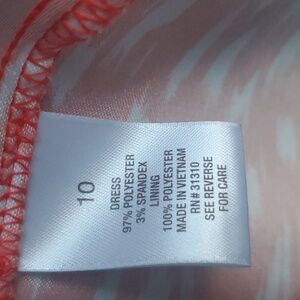 10
DRESS
97% POLYESTER
3% SPANDEX
LINING
100% POLYESTER
MADE IN VIETNAM
RN# 31310
SEE REVERSE
FOR CARE